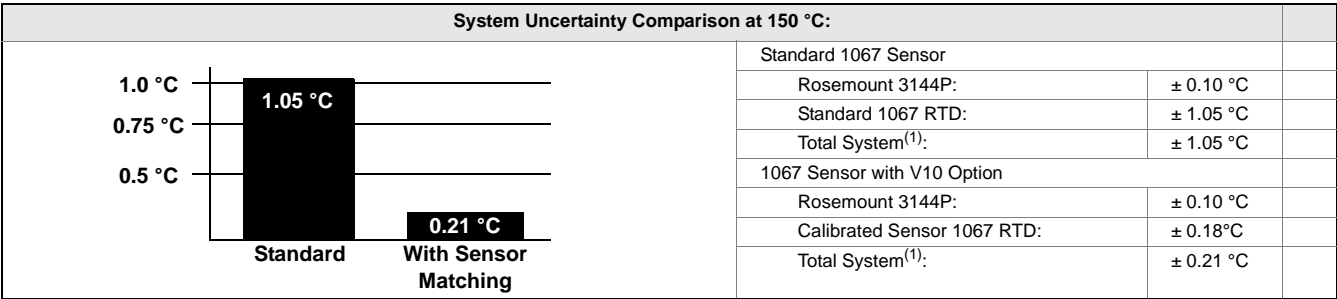 System Uncertainty Comparison at 150 °C:
1.0 °C
0.75 °C
0.5 °C
1.05 °C
0.21 °C
Standard
With Sensor
Matching
Standard 1067 Sensor
Rosemount 3144P: ± 0.10 °C
Standard 1067 RTD: ± 1.05 °C
Total System(1): ± 1.05 °C
1067 Sensor with V10 Option
Rosemount 3144P: ± 0.10 °C
Calibrated Sensor 1067 RTD: ± 0.18°C
Total System(1): ± 0.21 °C